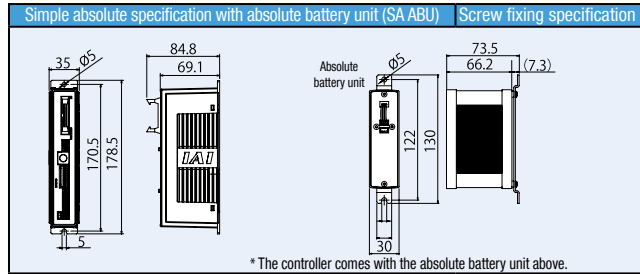 Simple absolute specification with absolute battery unit (SA ABU)
Screw fixing specification
35
Ø5
84.8
69.1
170.5
178.5
5
IAI
Absolute
battery unit
Ø5
122
130
30
73.5
66.2
(7.3)
* The controller comes with the absolute battery unit above.